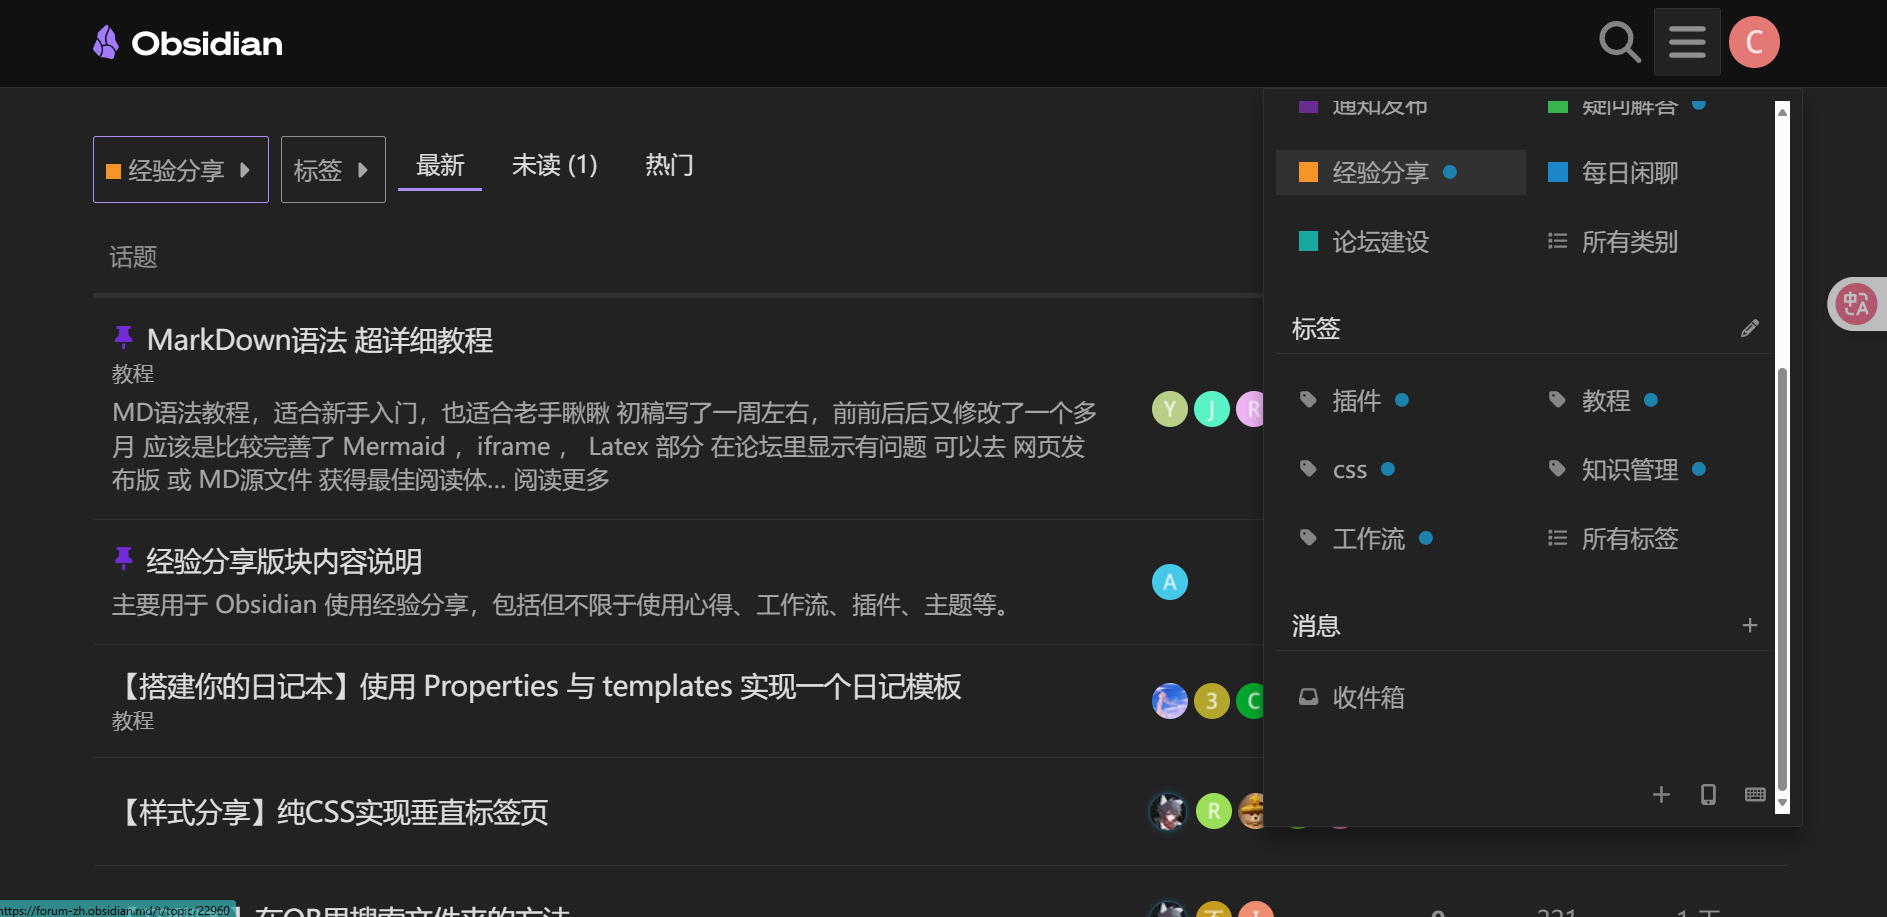 Obsidian
C
经验分享
标签
最新
未读 (1)
热门
话题
MarkDown语法 超详细教程
教程
MD语法教程，适合新手入门，也适合老手瞅瞅 初稿写了一周左右，前前后后又修改了一个多
月 应该是比较完善了 Mermaid ，iframe ， Latex 部分 在论坛里显示有问题 可以去 网页发
布版 或 MD源文件 获得最佳阅读体... 阅读更多
Y
J
R
经验分享版块内容说明
主要用于 Obsidian 使用经验分享，包括但不限于使用心得、工作流、插件、主题等。
A
【搭建你的日记本】使用 Properties 与 templates 实现一个日记模板
教程
3
C
【样式分享】纯CSS实现垂直标签页
R
在OB里搜索文件夹的方法
https://forum-zh.obsidian.md/t/topic/22960
通知发布
疑问解答
经验分享
每日闲聊
论坛建设
所有类别
标签
插件
教程
css
知识管理
工作流
所有标签
消息
收件箱
中A